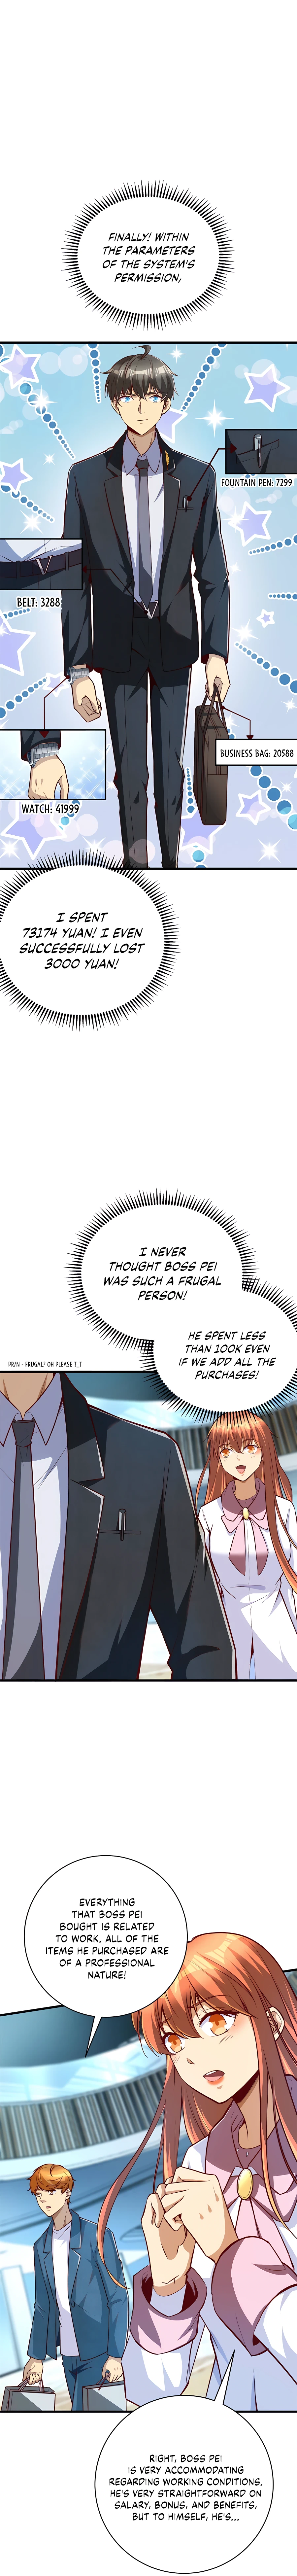 FINALLY! WITHIN
THE PARAMETERS
OF THE SYSTEM'S
PERMISSION,
FOUNTAIN PEN: 7299
BELT: 3288
BUSINESS BAG: 20588
WATCH: 41999
I SPENT
73174 YUAN! I EVEN
SUCCESSFULLY LOST
3000 YUAN!
I NEVER
THOUGHT BOSS PEI
WAS SUCH A FRUGAL
PERSON!
HE SPENT LESS
THAN 100K EVEN
IF WE ADD ALL THE
PURCHASES!
PR/N - FRUGAL? OH PLEASE T_T
EVERYTHING
THAT BOSS PEI
BOUGHT IS RELATED
TO WORK, ALL OF THE
ITEMS HE PURCHASED ARE
OF A PROFESSIONAL
NATURE!
RIGHT, BOSS PEI
IS VERY ACCOMMODATING
REGARDING WORKING CONDITIONS,
HE'S VERY STRAIGHTFORWARD ON
SALARY, BONUS, AND BENEFITS,
BUT TO HIMSELF, HE'S...